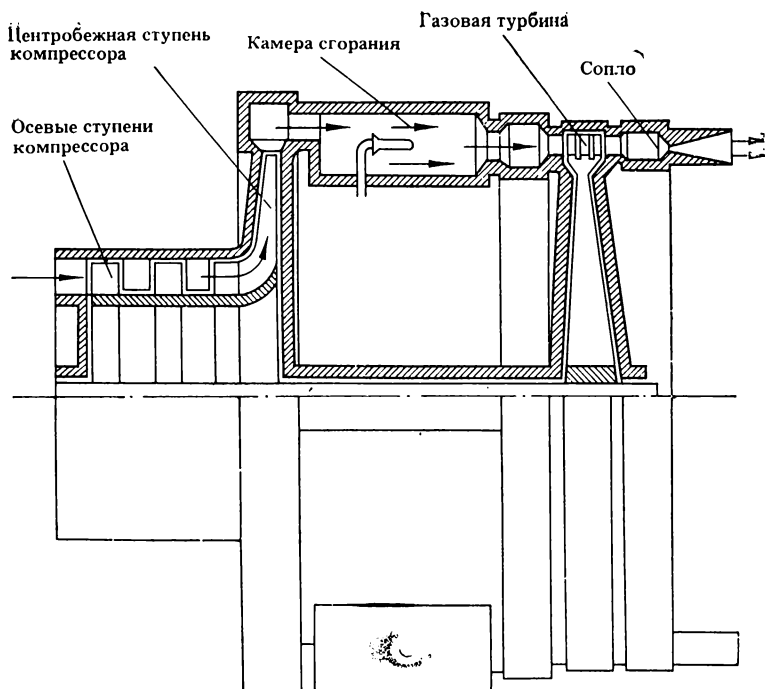 Центробежная ступень
компрессора
Камера сгорания
Газовая турбина
Сопло
Осевые ступени
компрессора